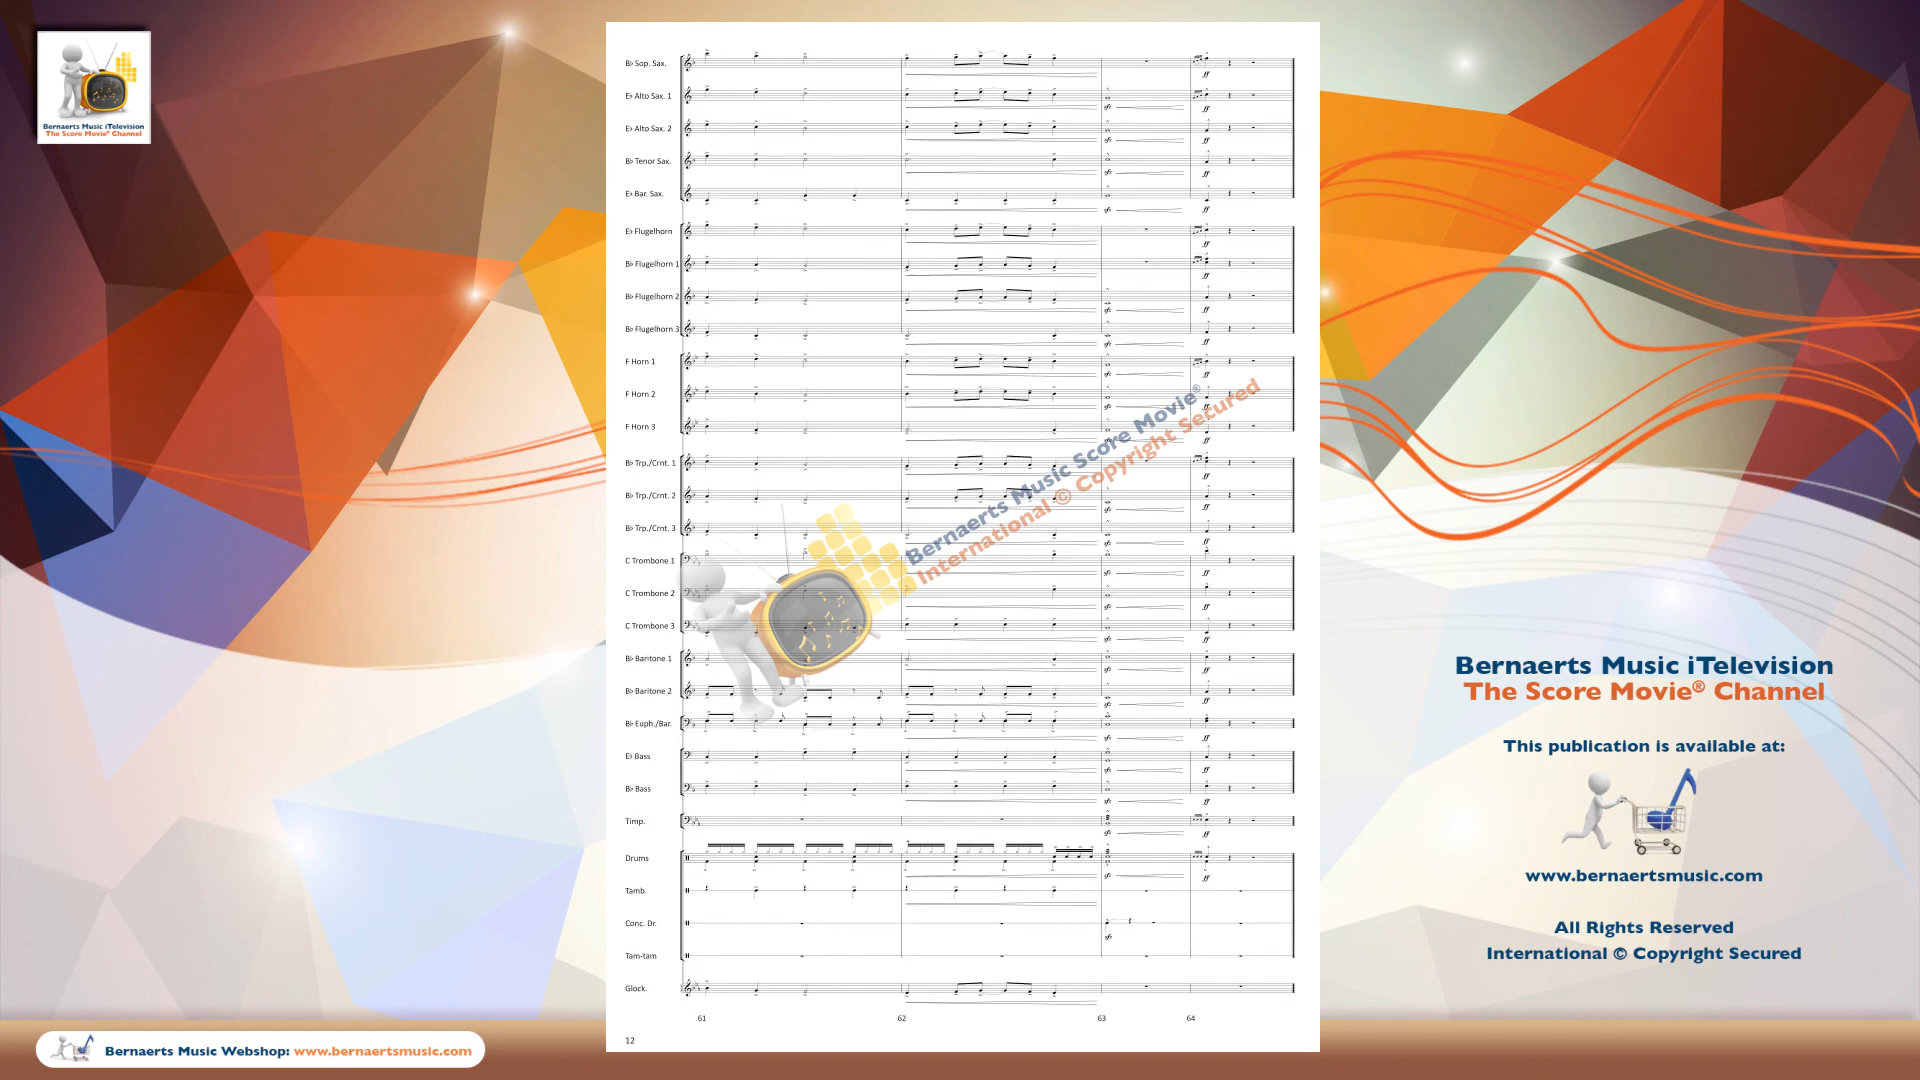 Bernaerts Music iTelevision
The Score Movie® Channel
B♭ Sop. Sax.
E♭ Alto Sax. 1
E♭ Alto Sax. 2
B♭ Tenor Sax.
E♭ Bar. Sax.
E♭ Flugelhorn
B♭ Flugelhorn 1
B♭ Flugelhorn 2
B♭ Flugelhorn 3
F Horn 1
F Horn 2
F Horn 3
B♭ Trp./Crnt. 1
B♭ Trp./Crnt. 2
B♭ Trp./Crnt. 3
C Trombone 1
C Trombone 2
C Trombone 3
B♭ Baritone 1
B♭ Baritone 2
B♭ Euph./Bar.
E♭ Bass
B♭ Bass
Timp.
Drums
Tamb.
Conc. Dr.
Tam-tam
Glock.
61 62 63 64
12
Bernaerts Music Score Movie®
International © Copyright Secured
Bernaerts Music iTelevision
The Score Movie® Channel
This publication is available at:
www.bernaertsmusic.com
All Rights Reserved
International © Copyright Secured
Bernaerts Music Webshop: www.bernaertsmusic.com